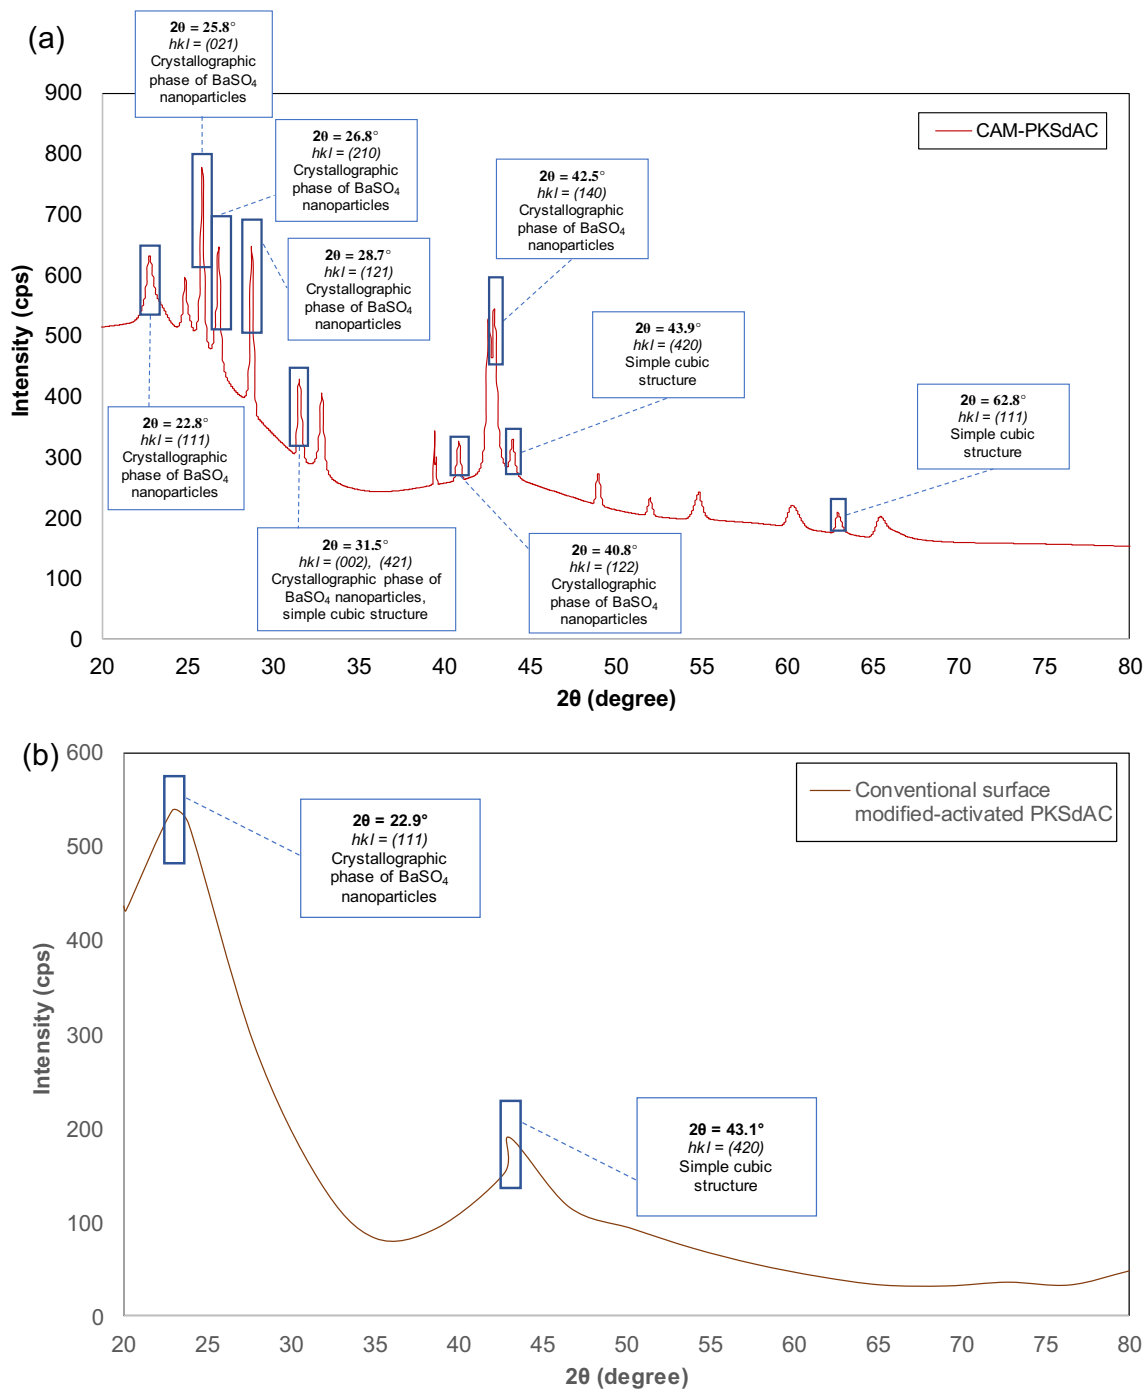 (a)
2θ = 25.8°
hkl = (021)
Crystallographic
phase of BaSO₄
nanoparticles
2θ = 26.8°
hkl = (210)
Crystallographic
phase of BaSO₄
nanoparticles
2θ = 28.7°
hkl = (121)
Crystallographic
phase of BaSO₄
nanoparticles
2θ = 42.5°
hkl = (140)
Crystallographic
phase of BaSO₄
nanoparticles
CAM-PKSdAC
2θ = 43.9°
hkl = (420)
Simple cubic
structure
2θ = 62.8°
hkl = (111)
Simple cubic
structure
2θ = 22.8°
hkl = (111)
Crystallographic
phase of BaSO₄
nanoparticles
2θ = 31.5°
hkl = (002), (421)
Crystallographic phase of
BaSO₄ nanoparticles,
simple cubic structure
2θ = 40.8°
hkl = (122)
Crystallographic
phase of BaSO₄
nanoparticles
Intensity (cps)
900
800
700
600
500
400
300
200
100
0
20 25 30 35 40 45 50 55 60 65 70 75 80
2θ (degree)
(b)
Conventional surface
modified-activated PKSdAC
2θ = 22.9°
hkl = (111)
Crystallographic
phase of BaSO₄
nanoparticles
2θ = 43.1°
hkl = (420)
Simple cubic
structure
Intensity (cps)
600
500
400
300
200
100
0
20 25 30 35 40 45 50 55 60 65 70 75 80
2θ (degree)